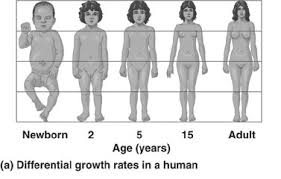 Newborn 2 5 15 Adult
Age (years)
(a) Differential growth rates in a human